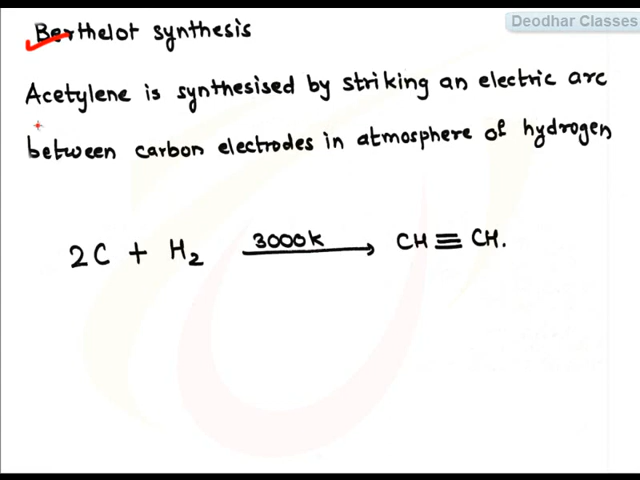 Deodhar Classes
Berthelot synthesis
Acetylene is synthesised by striking an electric arc
between carbon electrodes in atmosphere of hydrogen
2C + H₂ 3000k → CH≡CH.